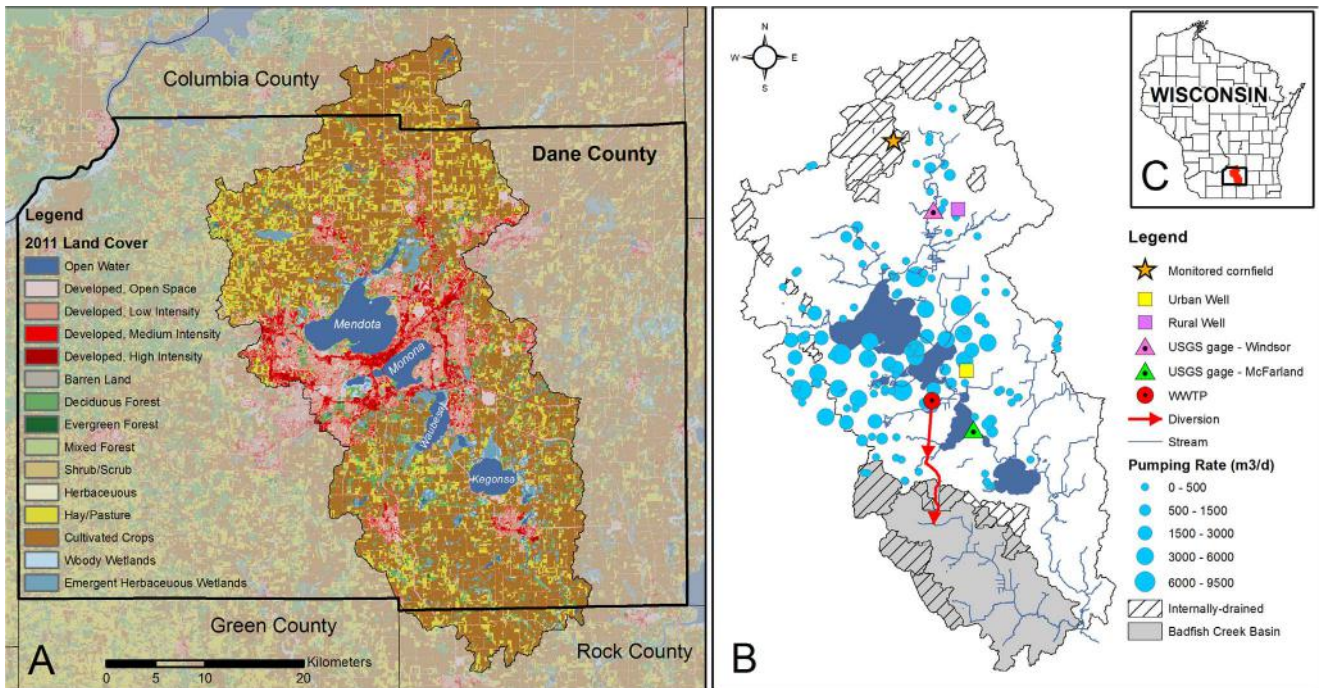 Columbia County
Dane County
Legend
2011 Land Cover
Open Water
Developed, Open Space
Developed, Low Intensity
Developed, Medium Intensity
Developed, High Intensity
Barren Land
Deciduous Forest
Evergreen Forest
Mixed Forest
Shrub/Scrub
Herbaceuous
Hay/Pasture
Cultivated Crops
Woody Wetlands
Emergent Herbaceuous Wetlands
Mendota
Monona
Waubesa
Kegonsa
Green County
Rock County
A
Kilometers
0 5 10 20
N
W E
S
B
WISCONSIN
C
Legend
Monitored cornfield
Urban Well
Rural Well
USGS gage - Windsor
USGS gage - McFarland
WWTP
Diversion
Stream
Pumping Rate (m3/d)
0 - 500
500 - 1500
1500 - 3000
3000 - 6000
6000 - 9500
Internally-drained
Badfish Creek Basin